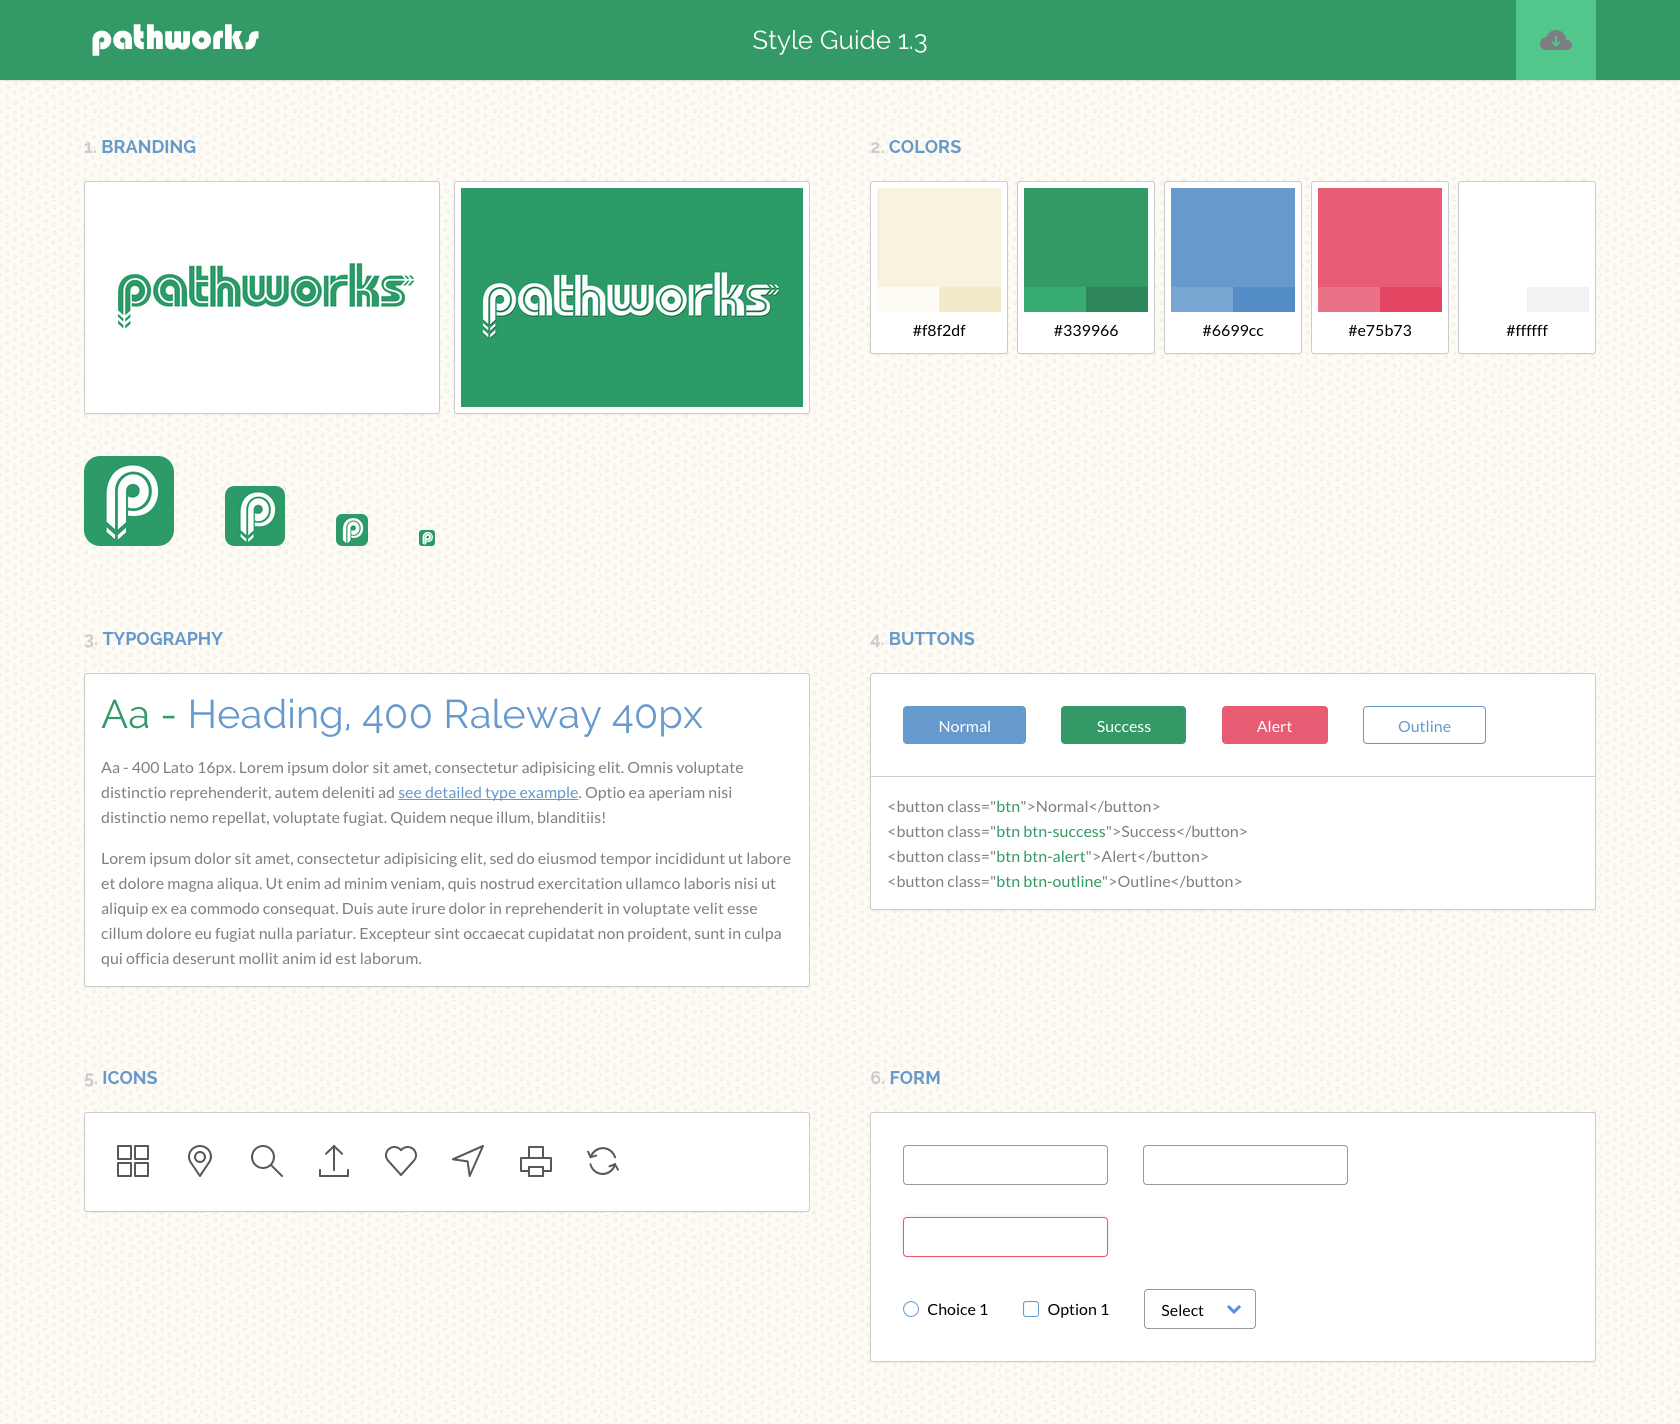 pathworks
Style Guide 1.3
1. BRANDING
pathworks
pathworks
2. COLORS
#f8f2df
#339966
#6699cc
#e75b73
#ffffff
3. TYPOGRAPHY
Aa - Heading, 400 Raleway 40px
Aa - 400 Lato 16px. Lorem ipsum dolor sit amet, consectetur adipisicing elit. Omnis voluptate
distinctio reprehenderit, autem deleniti ad see detailed type example. Optio ea aperiam nisi
distinctio nemo repellat, voluptate fugiat. Quidem neque illum, blanditiis!
Lorem ipsum dolor sit amet, consectetur adipisicing elit, sed do eiusmod tempor incididunt ut labore
et dolore magna aliqua. Ut enim ad minim veniam, quis nostrud exercitation ullamco laboris nisi ut
aliquip ex ea commodo consequat. Duis aute irure dolor in reprehenderit in voluptate velit esse
cillum dolore eu fugiat nulla pariatur. Excepteur sint occaecat cupidatat non proident, sunt in culpa
qui officia deserunt mollit anim id est laborum.
4. BUTTONS
Normal
Success
Alert
Outline
<button class="btn">Normal</button>
<button class="btn btn-success">Success</button>
<button class="btn btn-alert">Alert</button>
<button class="btn btn-outline">Outline</button>
5. ICONS
6. FORM
Choice 1
Option 1
Select